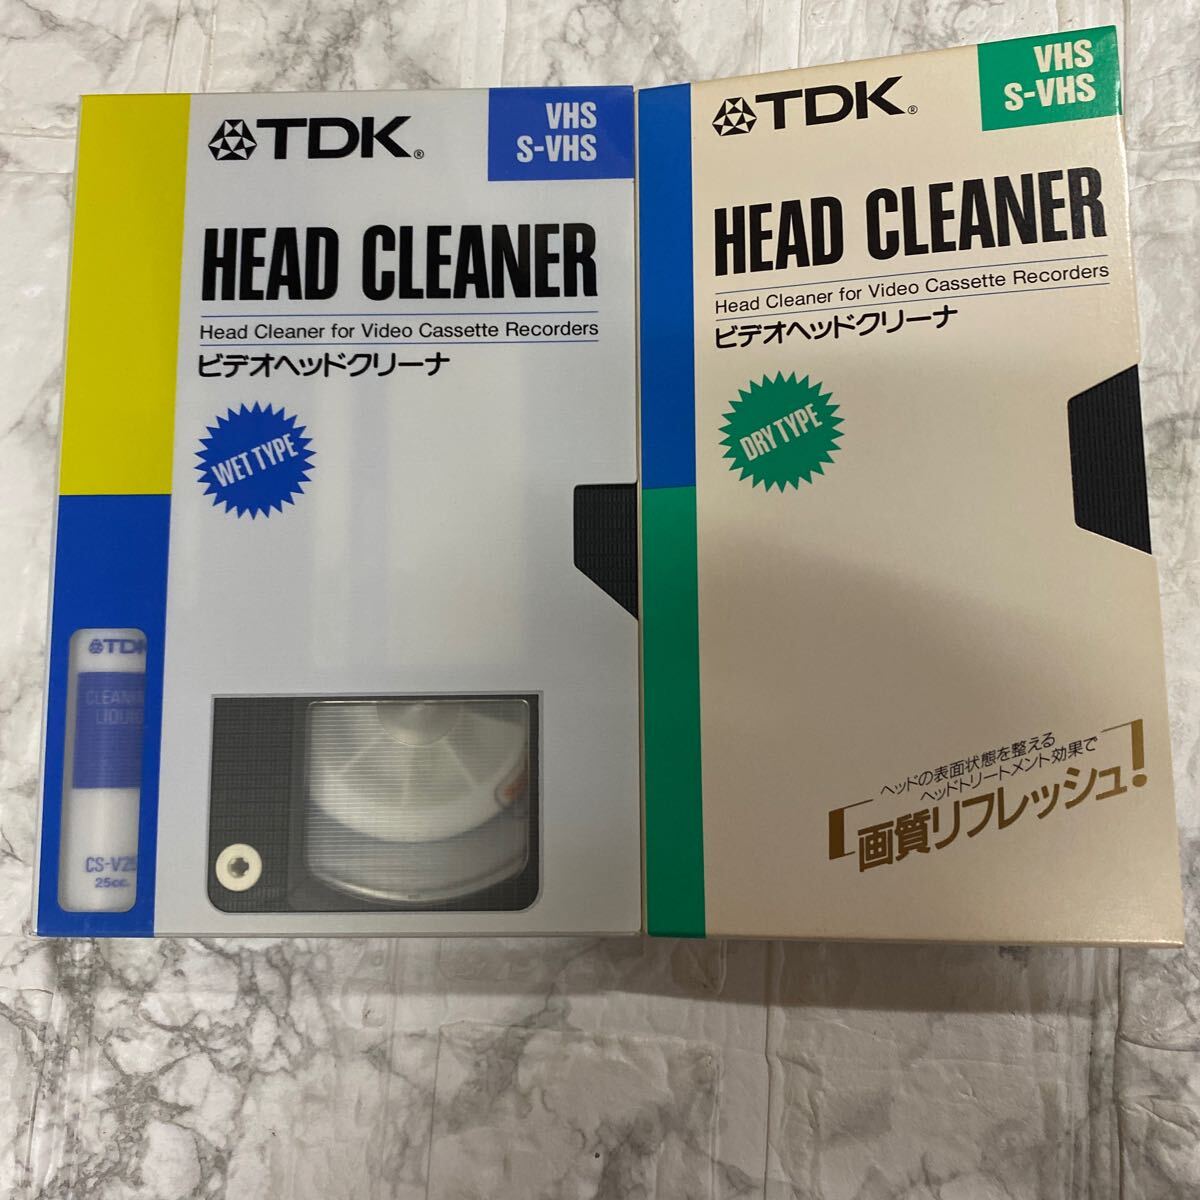 TDK®
VHS
S-VHS
HEAD CLEANER
Head Cleaner for Video Cassette Recorders
ビデオヘッドクリーナ
WET TYPE
TDK
LIQUID
25cc.
TDK®
VHS
S-VHS
HEAD CLEANER
Head Cleaner for Video Cassette Recorders
ビデオヘッドクリーナ
DRY TYPE
ヘッドの表面状態を整える
ヘッドトリートメント効果で
画質リフレッシュ!